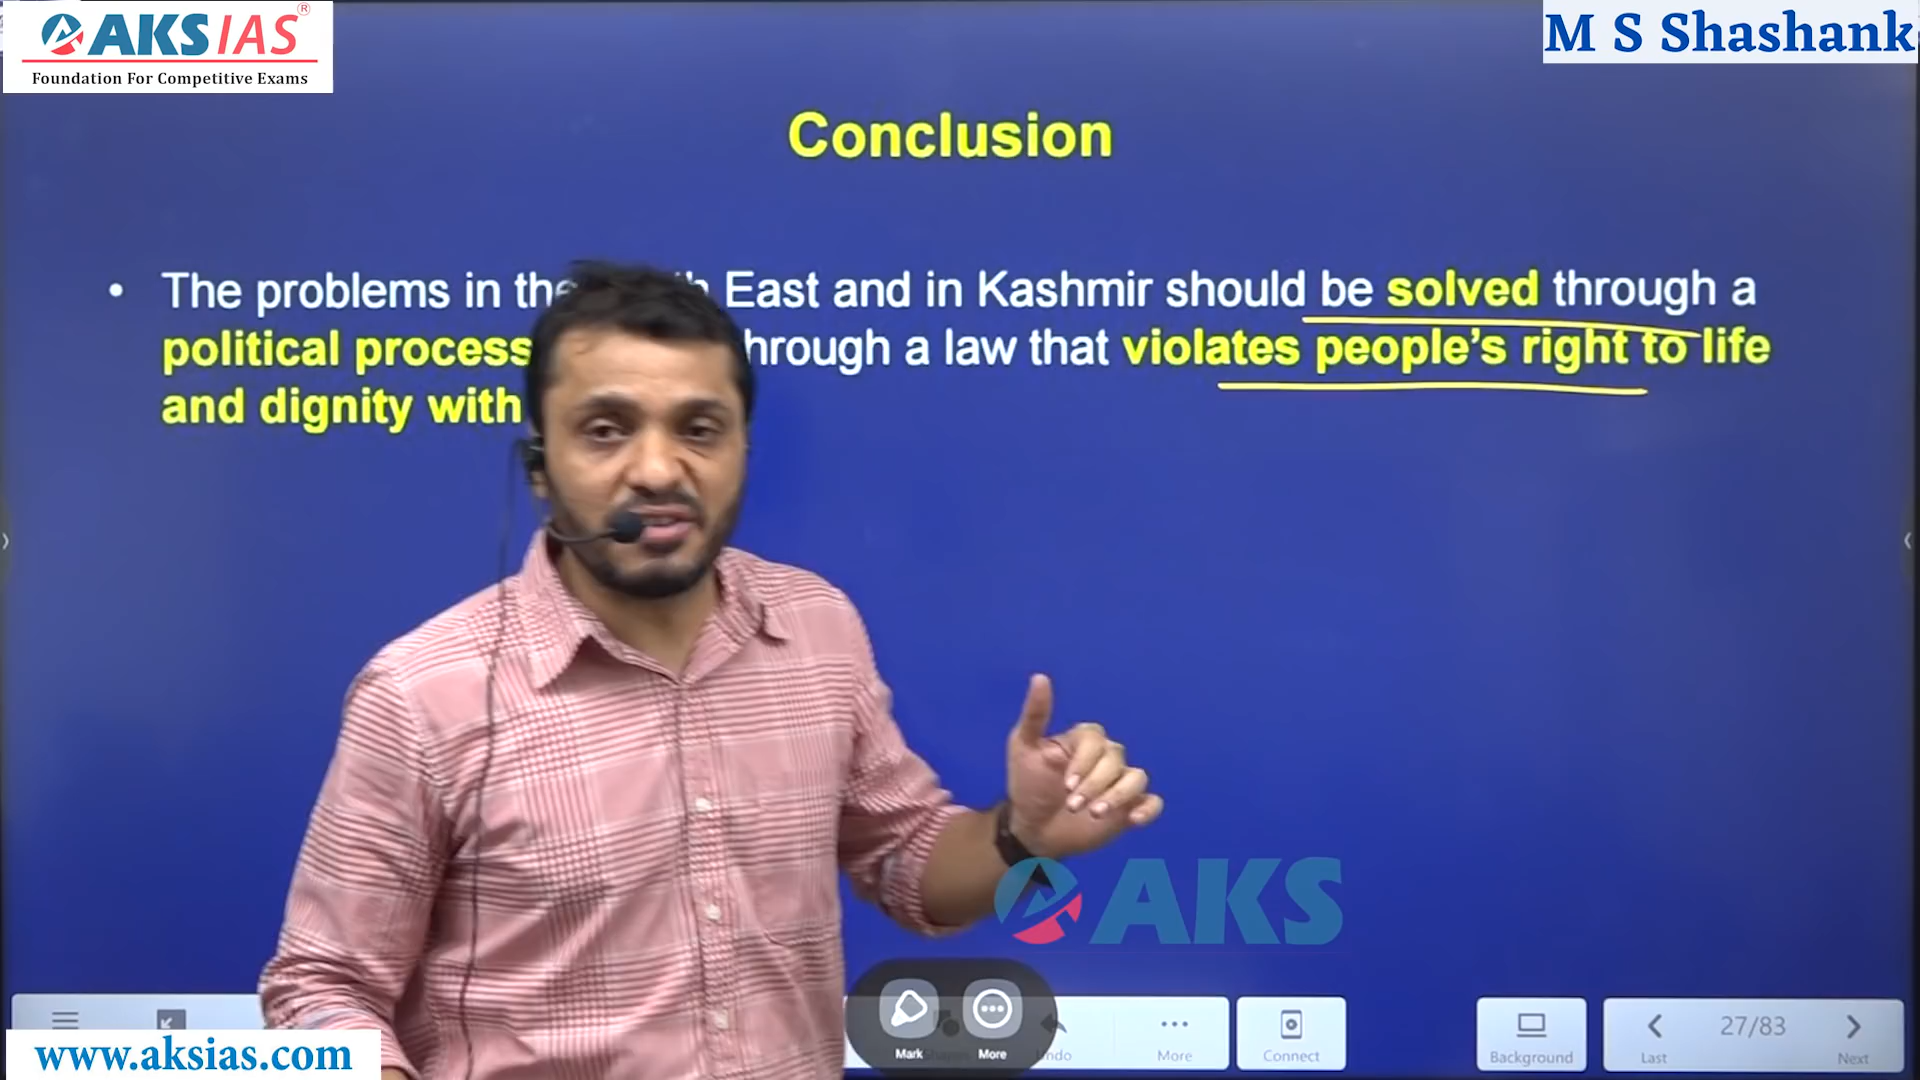 AKS IAS ®
Foundation For Competitive Exams
M S Shashank
Conclusion
• The problems in the East and in Kashmir should be solved through a
political process through a law that violates people's right to life
and dignity with
AKS
Mark
More
Undo
More
Connect
Background
Last
27/83
Next
www.aksias.com